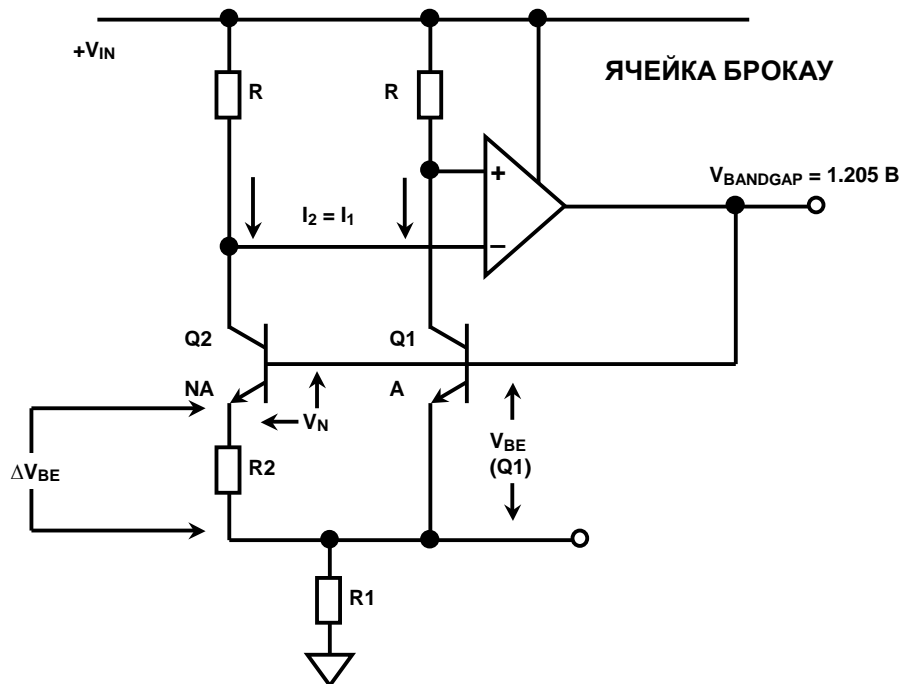 +VIN
ЯЧЕЙКА БРОКАУ
R
R
+
VBANDGAP = 1.205 В
I2 = I1
–
Q2
Q1
NA
A
VN
ΔVBE
R2
VBE
(Q1)
R1